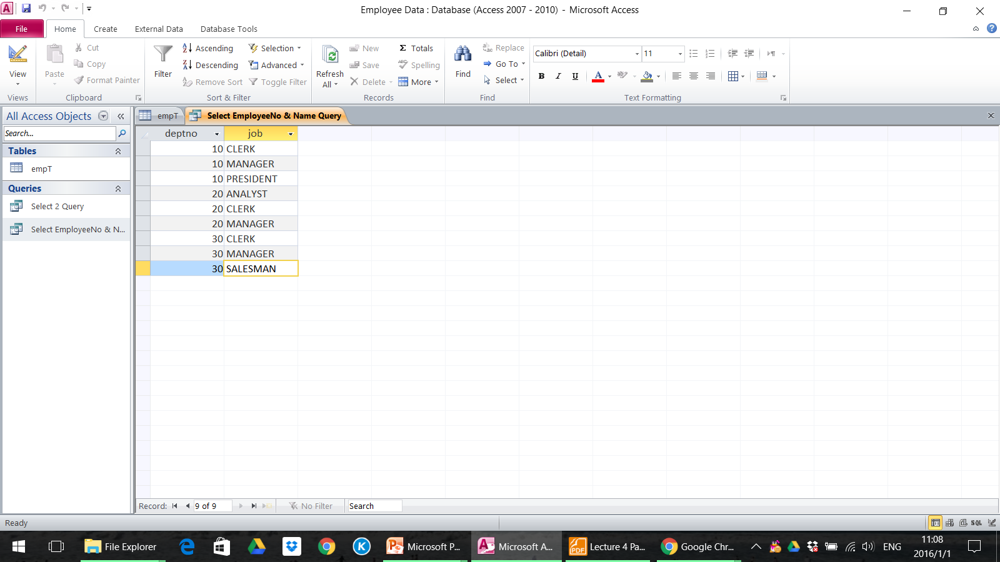 Employee Data : Database (Access 2007 - 2010) - Microsoft Access
File Home Create External Data Database Tools
View
Views
Paste
Cut
Copy
Format Painter
Clipboard
Filter
Ascending
Descending
Remove Sort
Selection
Advanced
Toggle Filter
Sort & Filter
Refresh
All
New
Save
Delete
Σ Totals
Spelling
More
Records
Find
Replace
Go To
Select
Find
Calibri (Detail) 11
B I U A
Text Formatting
All Access Objects
Search...
Tables
empT
Queries
Select 2 Query
Select EmployeeNo & N...
empT Select EmployeeNo & Name Query
deptno job
10 CLERK
10 MANAGER
10 PRESIDENT
20 ANALYST
20 CLERK
20 MANAGER
30 CLERK
30 MANAGER
30 SALESMAN
Record: 9 of 9 No Filter Search
Ready SQL
File Explorer Microsoft P... Microsoft A... Lecture 4 Pa... Google Chr... ENG
11:08
2016/1/1